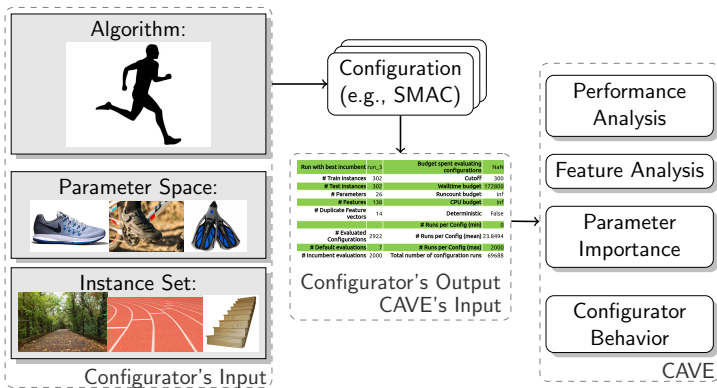 Algorithm:
Parameter Space:
Instance Set:
Configurator's Input
Configuration
(e.g., SMAC)
Run with best incumbent run_3 Budget spent evaluating configurations NaN
# Train instances 302 Cutoff 300
# Test instances 302 Walltime budget 172800
# Parameters 26 Runcount budget inf
# Features 138 CPU budget inf
# Duplicate Feature vectors 14 Deterministic False
# Runs per Config (min) 0
# Evaluated Configurations 2922 # Runs per Config (mean) 23.8494
# Default evaluations 7 # Runs per Config (max) 2000
# Incumbent evaluations 2000 Total number of configuration runs 69688
Configurator's Output
CAVE's Input
Performance
Analysis
Feature Analysis
Parameter
Importance
Configurator
Behavior
CAVE